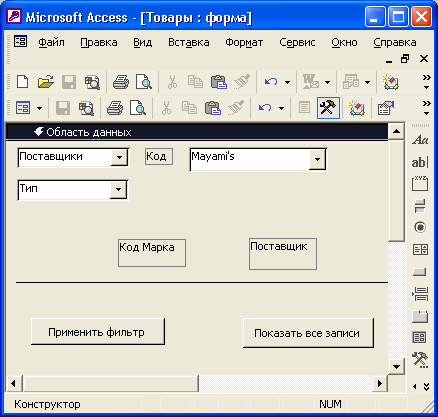 Microsoft Access - [Товары : форма]
Файл Правка Вид Вставка Формат Сервис Окно Справка
Область данных
Поставщики Код Mayami's
Тип
Код Марка Поставщик
Применить фильтр Показать все записи
Конструктор NUM
Aa
ab|
XYZ